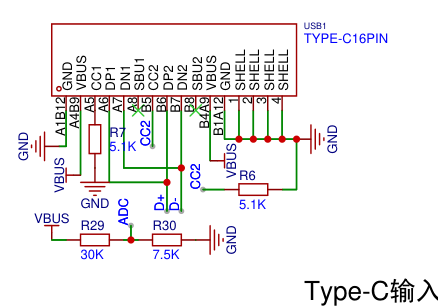 USB1
TYPE-C16PIN
GND
VBUS
CC1
DP1
DN1
SBU1
CC2
DP2
DN2
SBU2
VBUS
GND
SHELL
SHELL
SHELL
SHELL
A1B12
A4B9
A5
A6
A7
A8
B5
B6
B7
B8
B4A9
B1A12
1
2
3
4
GND
VBUS
R7
5.1K
GND
CC2
D+
D-
CC2
VBUS
R6
5.1K
GND
VBUS
R29
30K
ADC
R30
7.5K
GND
Type-C输入